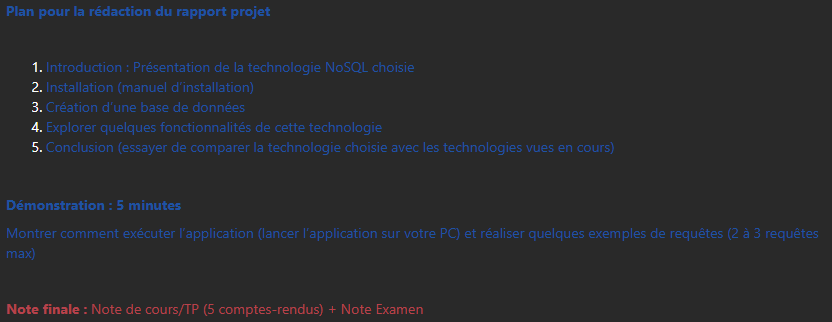 Plan pour la rédaction du rapport projet
1. Introduction : Présentation de la technologie NoSQL choisie
2. Installation (manuel d'installation)
3. Création d'une base de données
4. Explorer quelques fonctionnalités de cette technologie
5. Conclusion (essayer de comparer la technologie choisie avec les technologies vues en cours)
Démonstration : 5 minutes
Montrer comment exécuter l'application (lancer l'application sur votre PC) et réaliser quelques exemples de requêtes (2 à 3 requêtes
max)
Note finale : Note de cours/TP (5 comptes-rendus) + Note Examen